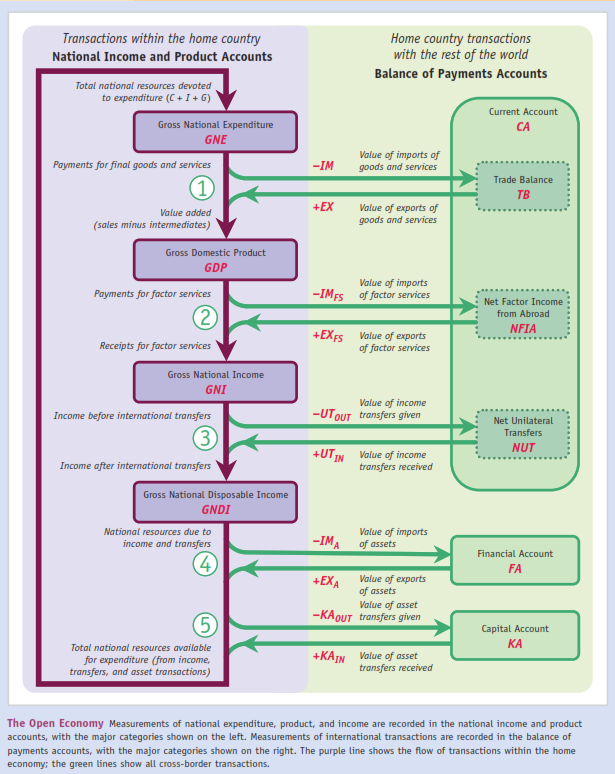 Transactions within the home country
National Income and Product Accounts
Home country transactions
with the rest of the world
Balance of Payments Accounts
Total national resources devoted
to expenditure (C + I + G)
Current Account
CA
Gross National Expenditure
GNE
Payments for final goods and services
–IM
Value of imports of
goods and services
Trade Balance
TB
1
+EX
Value of exports of
goods and services
Value added
(sales minus intermediates)
Gross Domestic Product
GDP
Payments for factor services
–IMFS
Value of imports
of factor services
Net Factor Income
from Abroad
NFIA
2
+EXFS
Value of exports
of factor services
Receipts for factor services
Gross National Income
GNI
Income before international transfers
–UTOUT
Value of income
transfers given
Net Unilateral
Transfers
NUT
3
+UTIN
Value of income
transfers received
Income after international transfers
Gross National Disposable Income
GNDI
National resources due to
income and transfers
–IMA
Value of imports
of assets
Financial Account
FA
4
+EXA
Value of exports
of assets
5
–KAOUT
Value of asset
transfers given
Capital Account
KA
+KAIN
Value of asset
transfers received
Total national resources available
for expenditure (from income,
transfers, and asset transactions)
The Open Economy Measurements of national expenditure, product, and income are recorded in the national income and product
accounts, with the major categories shown on the left. Measurements of international transactions are recorded in the balance of
payments accounts, with the major categories shown on the right. The purple line shows the flow of transactions within the home
economy; the green lines show all cross-border transactions.